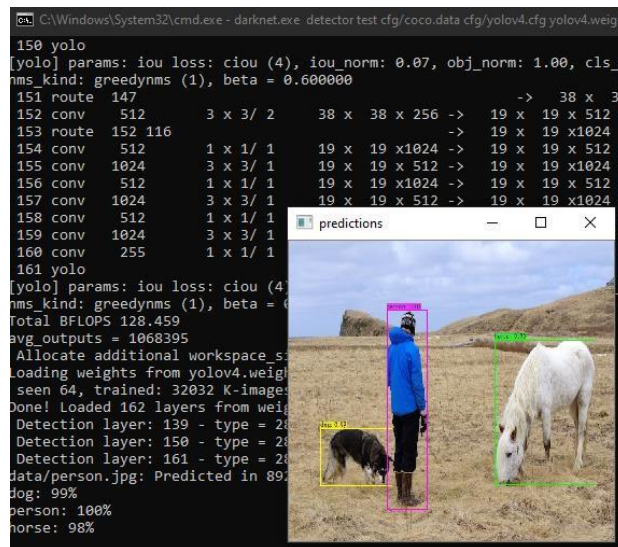 C:\Windows\System32\cmd.exe - darknet.exe detector test cfg/coco.data cfg/yolov4.cfg yolov4.weig
150 yolo
[yolo] params: iou loss: ciou (4), iou_norm: 0.07, obj_norm: 1.00, cls_
nms_kind: greedynms (1), beta = 0.600000
151 route 147 -> 38 x 3
152 conv 512 3 x 3/ 2 38 x 38 x 256 -> 19 x 19 x 512
153 route 152 116 -> 19 x 19 x1024
154 conv 512 1 x 1/ 1 19 x 19 x1024 -> 19 x 19 x 512
155 conv 1024 3 x 3/ 1 19 x 19 x 512 -> 19 x 19 x1024
156 conv 512 1 x 1/ 1 19 x 19 x1024 -> 19 x 19 x 512
157 conv 1024 3 x 3/ 1 19 x 19 x 512 -> 19 x 19 x1024
158 conv 512 1 x 1/ 1
159 conv 1024 3 x 3/ 1
160 conv 255 1 x 1/ 1
161 yolo
[yolo] params: iou loss: ciou (4)
nms_kind: greedynms (1), beta =
Total BFLOPS 128.459
avg_outputs = 1068395
Allocate additional workspace_si
Loading weights from yolov4.weigh
seen 64, trained: 32032 K-images
Done! Loaded 162 layers from weig
Detection layer: 139 - type = 28
Detection layer: 150 - type = 28
Detection layer: 161 - type = 28
data/person.jpg: Predicted in 892
dog: 99%
person: 100%
horse: 98%
predictions